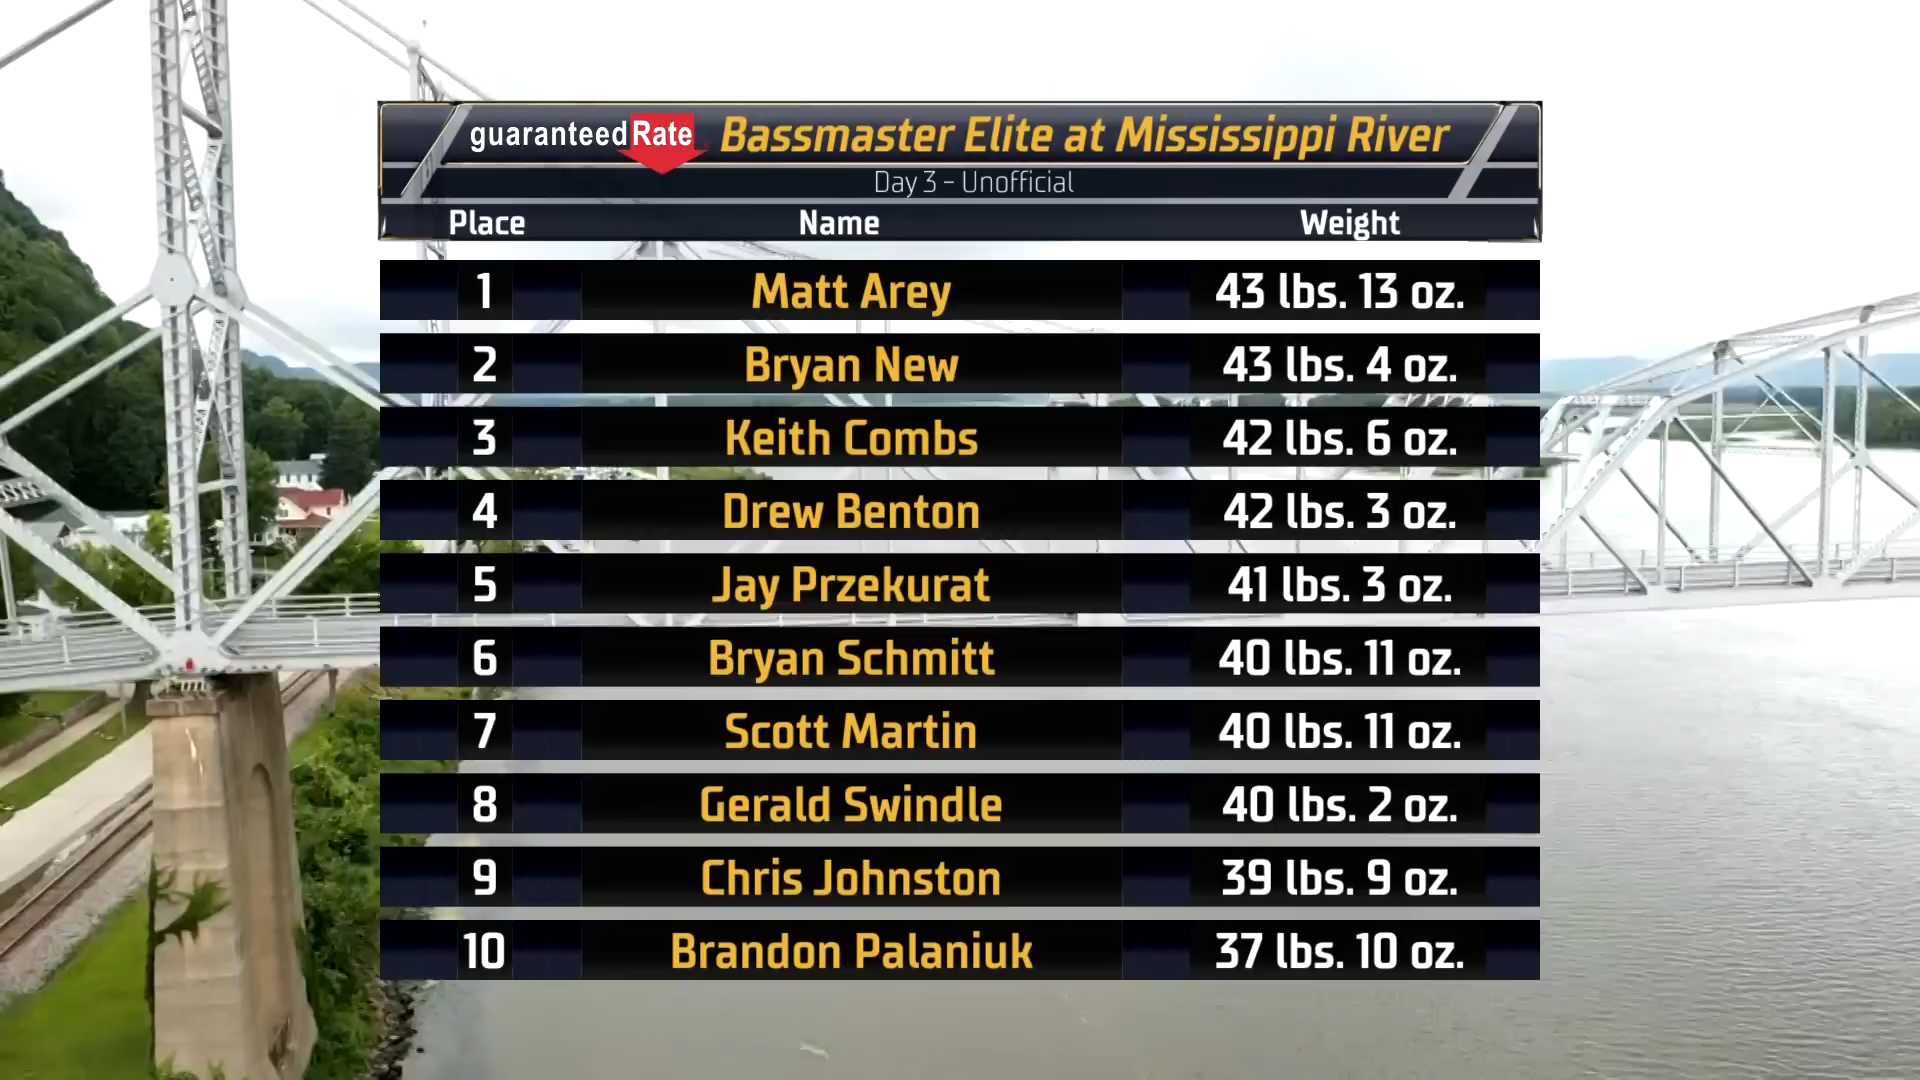 guaranteedRate Bassmaster Elite at Mississippi River
Day 3 - Unofficial
Place Name Weight
1 Matt Arey 43 lbs. 13 oz.
2 Bryan New 43 lbs. 4 oz.
3 Keith Combs 42 lbs. 6 oz.
4 Drew Benton 42 lbs. 3 oz.
5 Jay Przekurat 41 lbs. 3 oz.
6 Bryan Schmitt 40 lbs. 11 oz.
7 Scott Martin 40 lbs. 11 oz.
8 Gerald Swindle 40 lbs. 2 oz.
9 Chris Johnston 39 lbs. 9 oz.
10 Brandon Palaniuk 37 lbs. 10 oz.